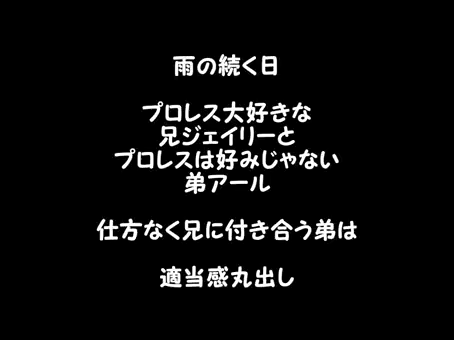 雨の続く日
プロレス大好きな
兄ジェイリーと
プロレスは好みじゃない
弟アール
仕方なく兄に付き合う弟は
適当感丸出し